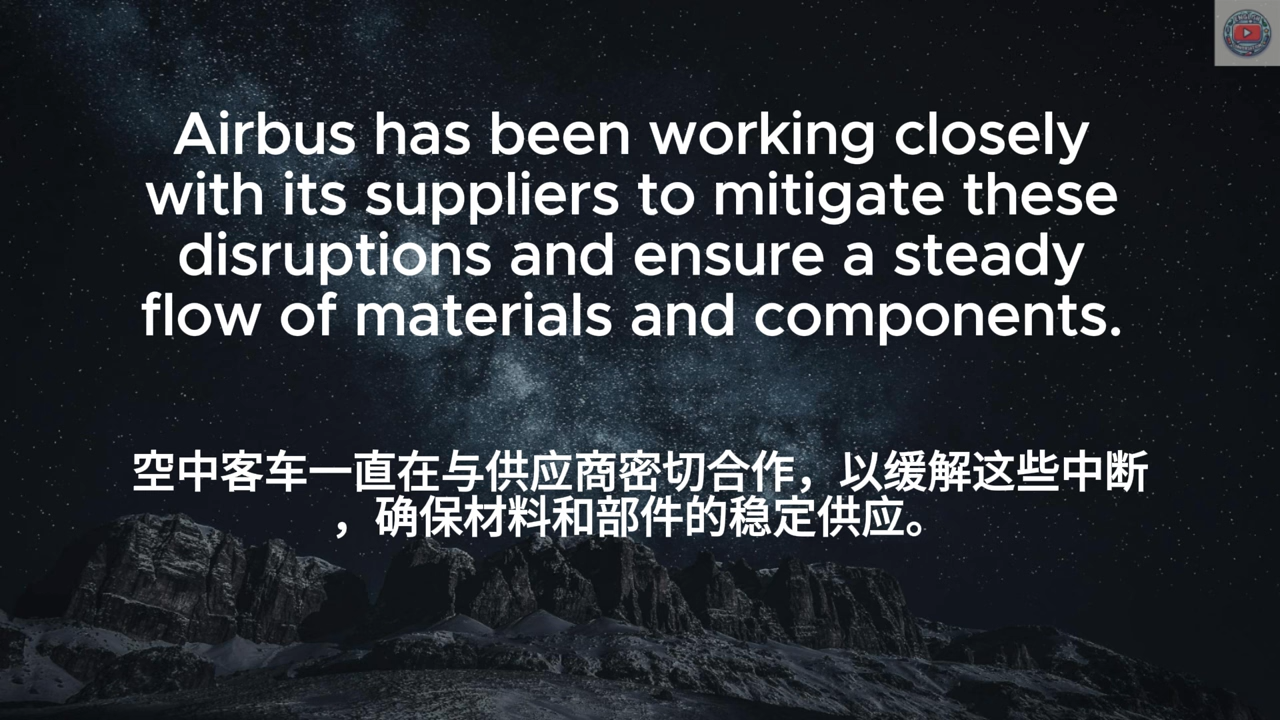 Airbus has been working closely
with its suppliers to mitigate these
disruptions and ensure a steady
flow of materials and components.
空中客车一直在与供应商密切合作，以缓解这些中断
，确保材料和部件的稳定供应。